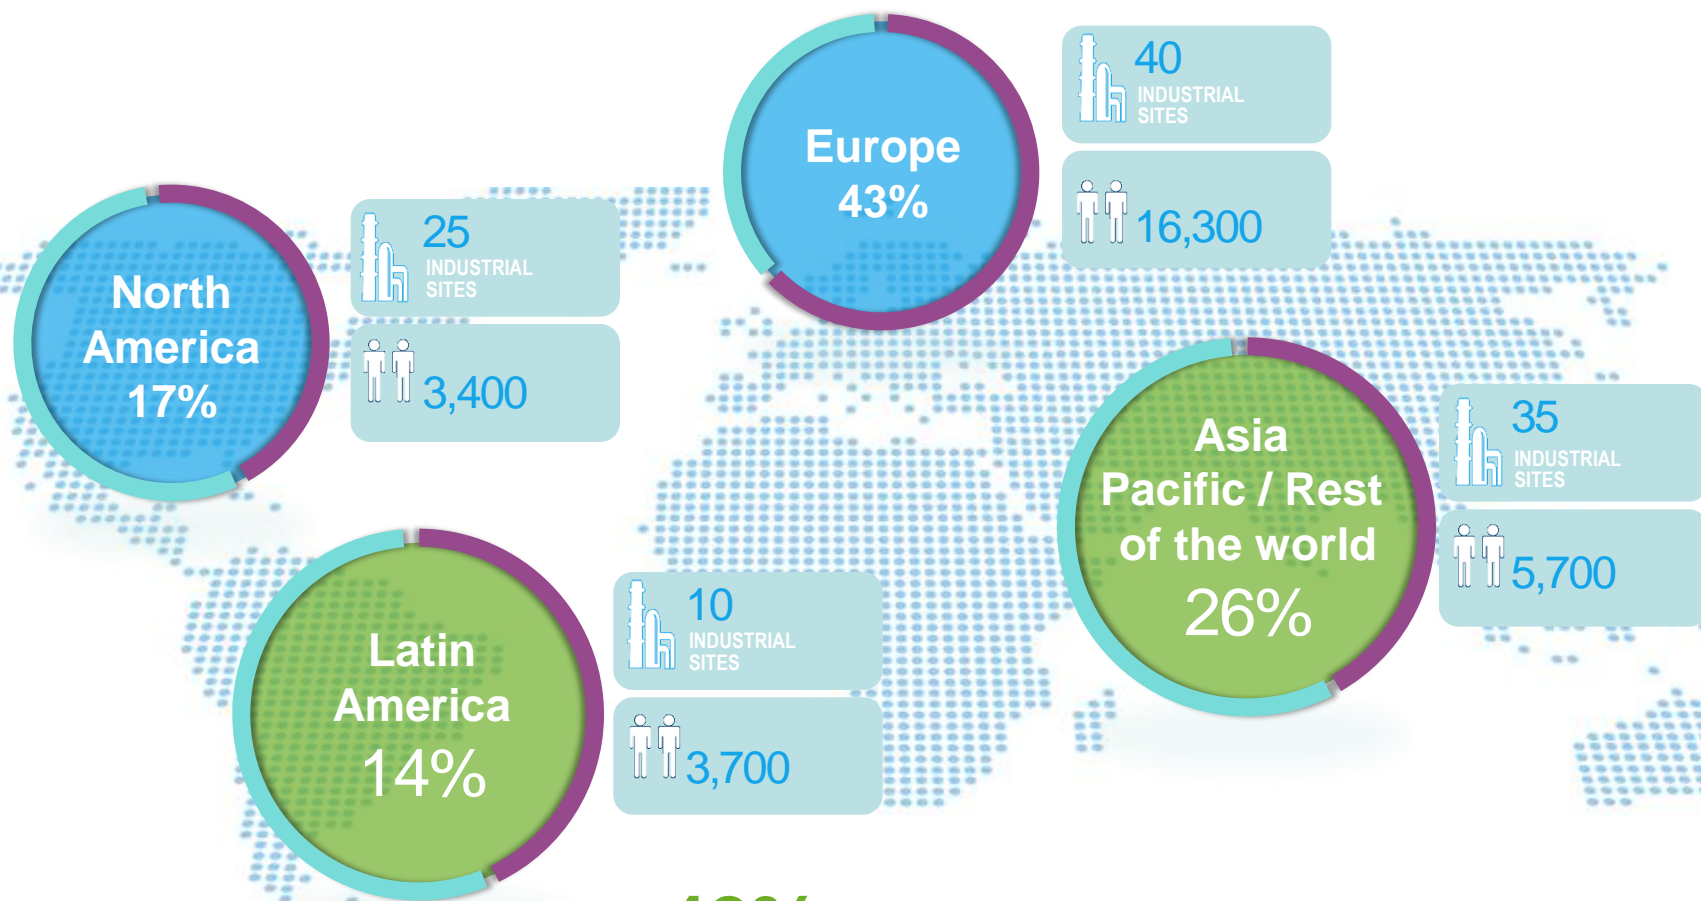 Europe
43%
40
INDUSTRIAL
SITES
16,300
North
America
17%
25
INDUSTRIAL
SITES
3,400
Asia
Pacific / Rest
of the world
26%
35
INDUSTRIAL
SITES
5,700
Latin
America
14%
10
INDUSTRIAL
SITES
3,700